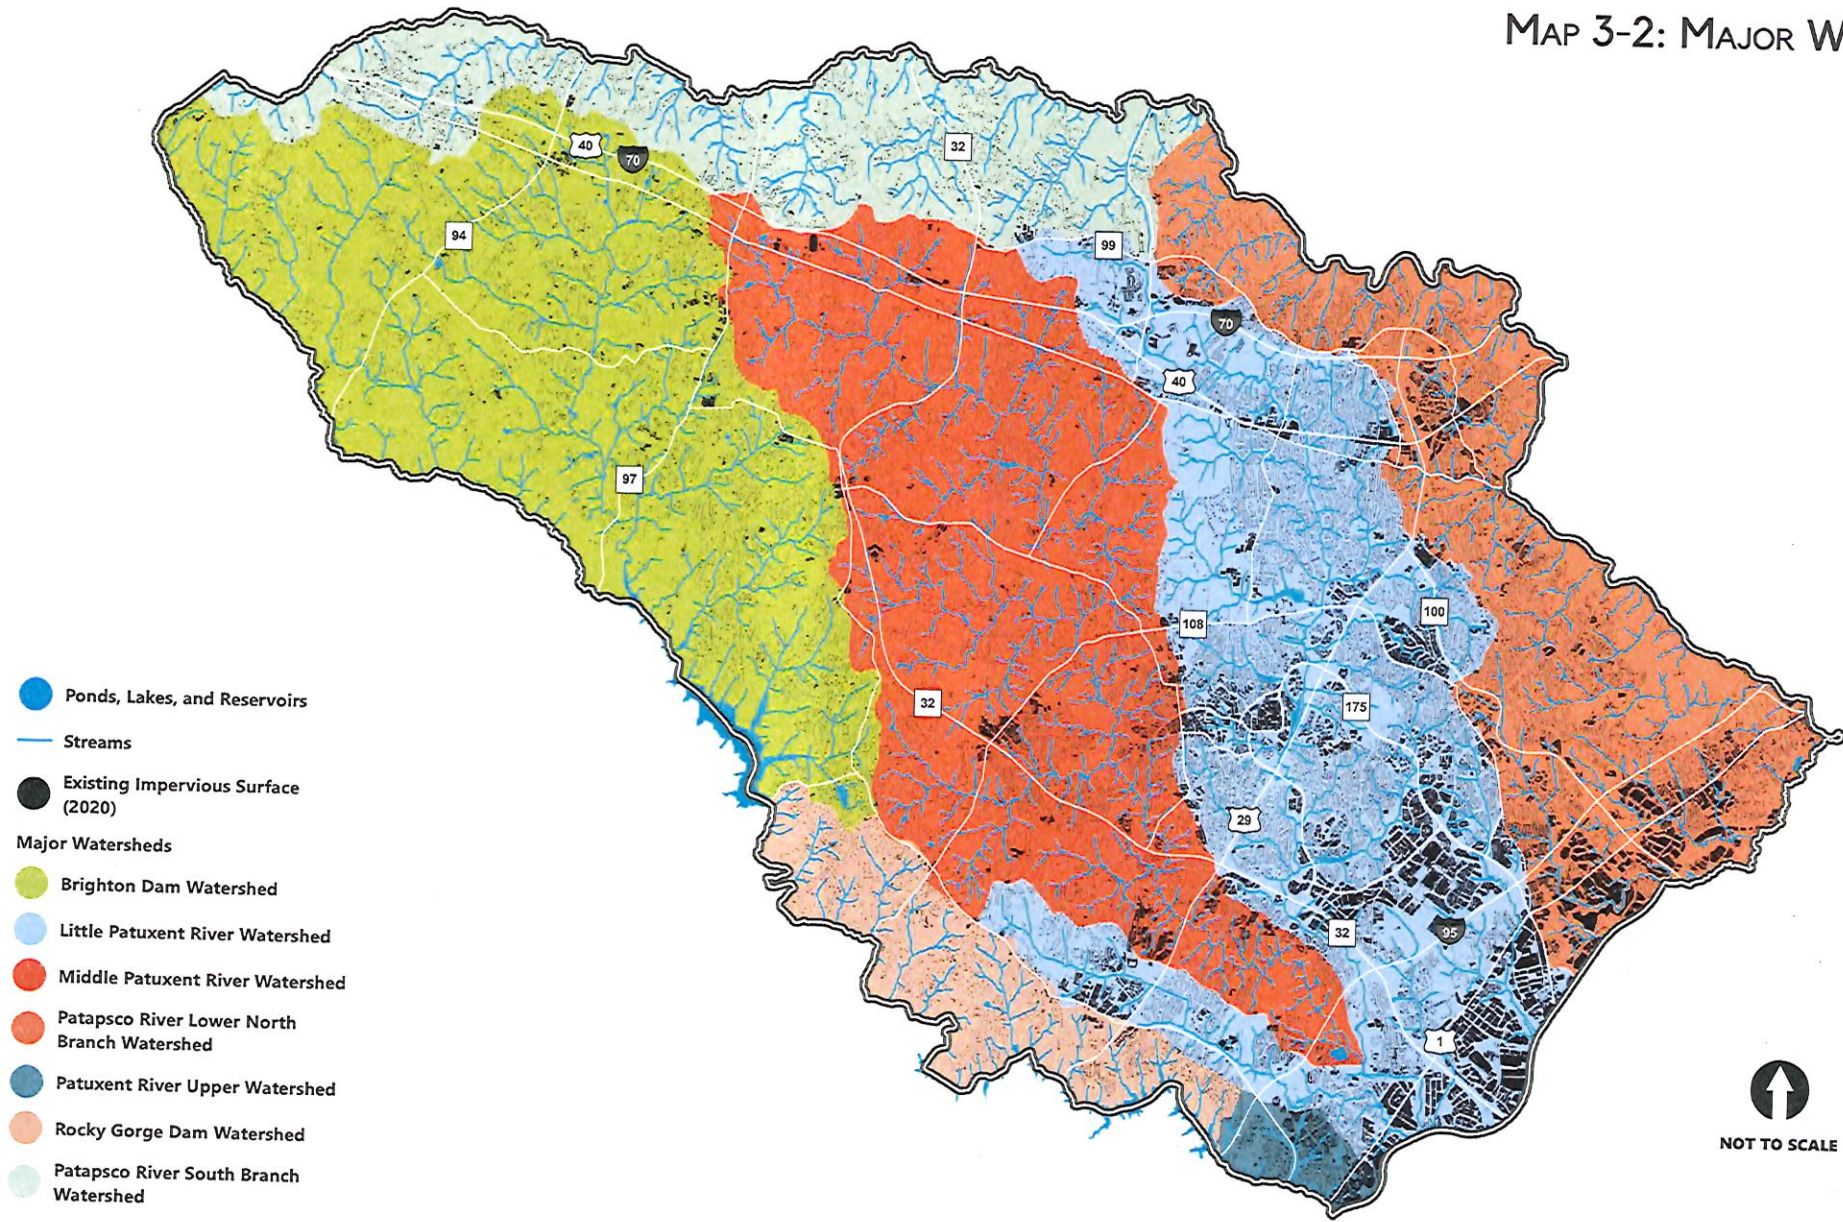 MAP 3-2: MAJOR W
32
40
70
94
99
70
40
97
100
108
175
32
29
32
95
1
Ponds, Lakes, and Reservoirs
Streams
Existing Impervious Surface
(2020)
Major Watersheds
Brighton Dam Watershed
Little Patuxent River Watershed
Middle Patuxent River Watershed
Patapsco River Lower North
Branch Watershed
Patuxent River Upper Watershed
Rocky Gorge Dam Watershed
Patapsco River South Branch
Watershed
NOT TO SCALE